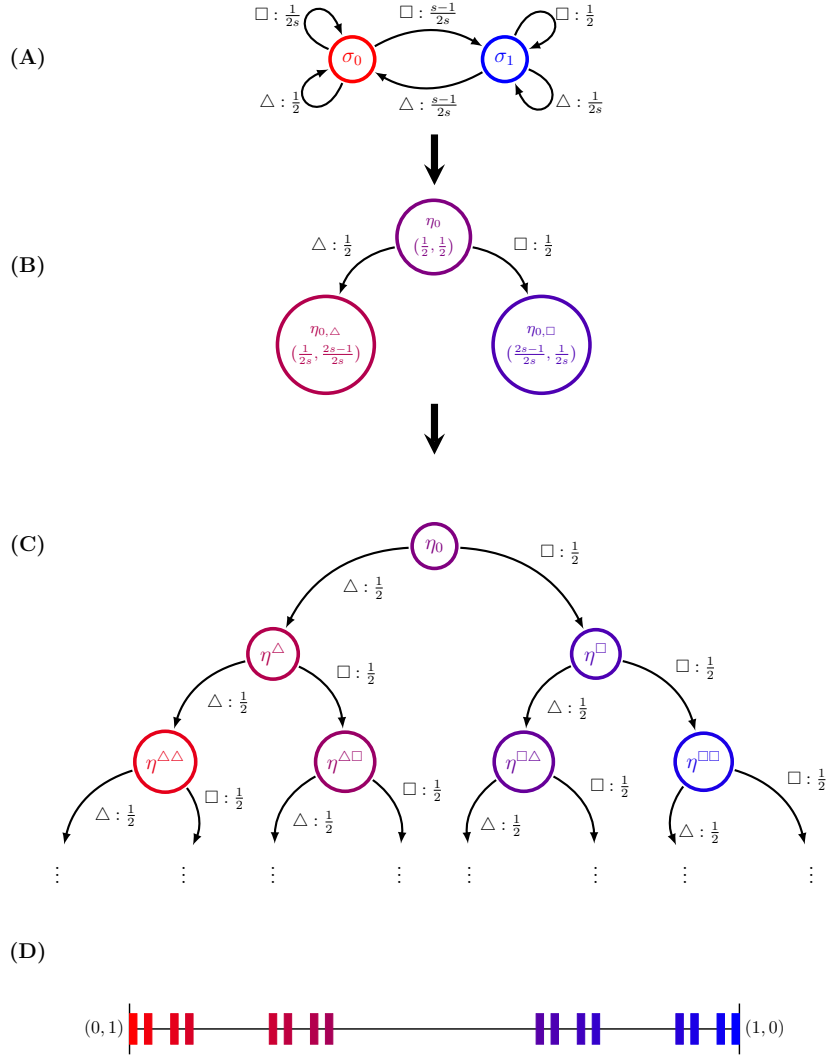 (A)
□ : 1/2s
□ : s−1/2s
□ : 1/2
σ₀
σ₁
△ : 1/2
△ : s−1/2s
△ : 1/2s
(B)
η₀
(1/2, 1/2)
△ : 1/2
□ : 1/2
η₀,△
(1/2s, 2s−1/2s)
η₀,□
(2s−1/2s, 1/2s)
(C)
η₀
△ : 1/2
□ : 1/2
η^△
η^□
△ : 1/2
□ : 1/2
△ : 1/2
□ : 1/2
η^△△
η^△□
η^□△
η^□□
△ : 1/2
□ : 1/2
△ : 1/2
□ : 1/2
△ : 1/2
□ : 1/2
△ : 1/2
□ : 1/2
⋮ ⋮ ⋮ ⋮ ⋮ ⋮ ⋮ ⋮
(D)
(0, 1)
(1, 0)